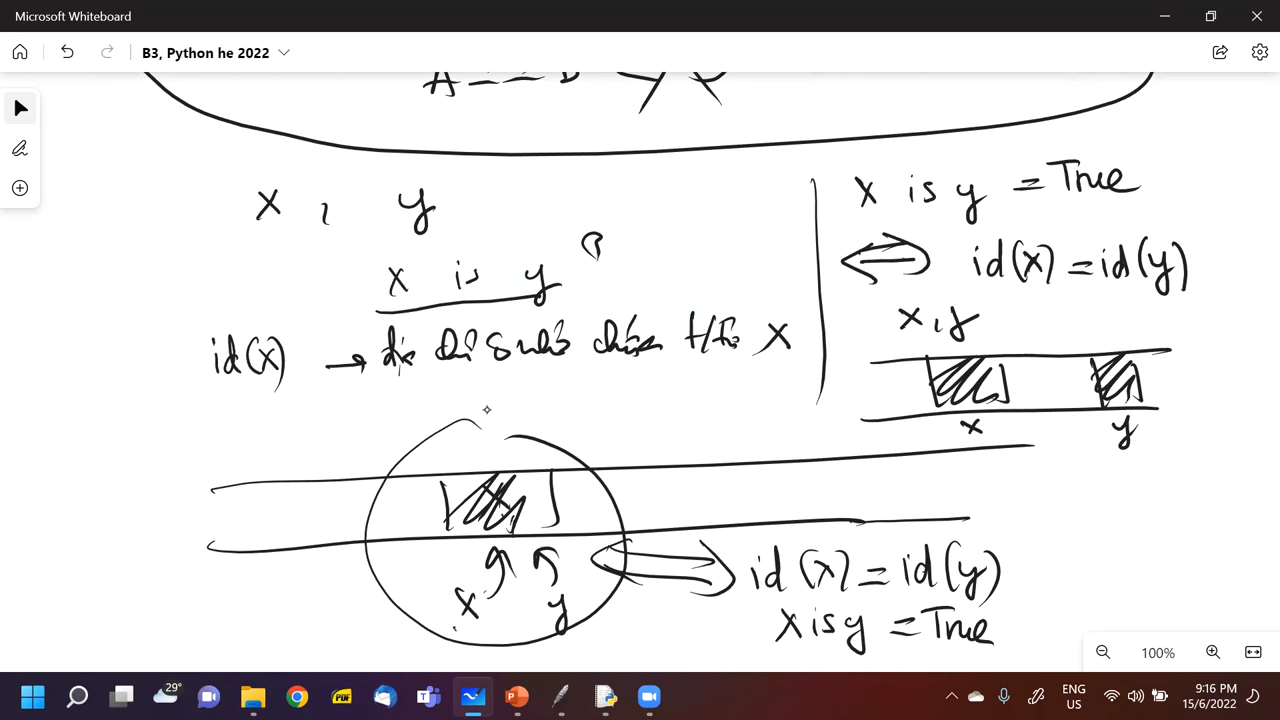 Microsoft Whiteboard
B3, Python he 2022
x , y
x is y ?
id(x) → x
x is y = True
⇔ id(x) = id(y)
x, y
x y
x y
⇔ id(x) = id(y)
x is y = True
100%
29°
PDF
ENG
US
9:16 PM
15/6/2022